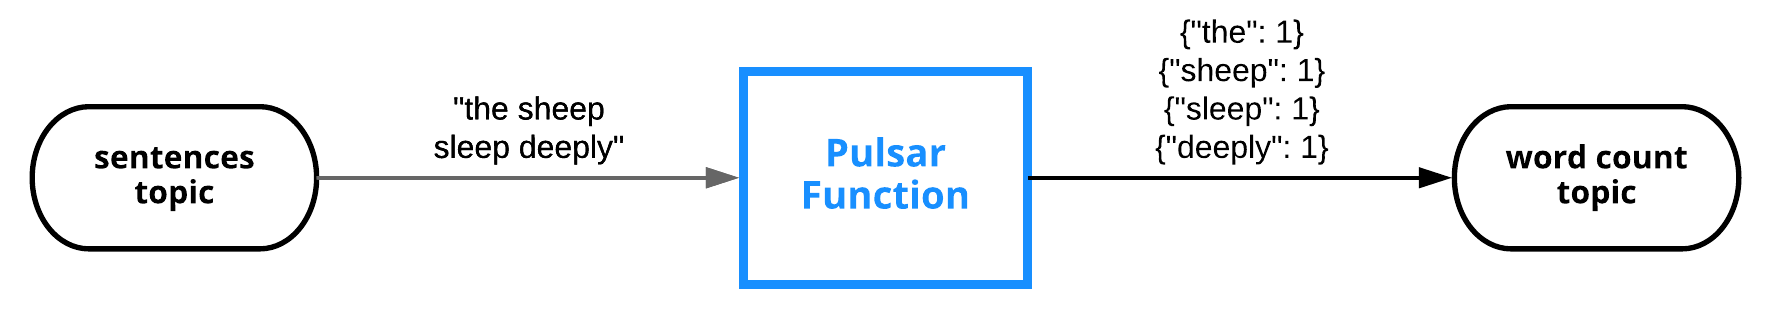 sentences
topic
"the sheep
sleep deeply"
Pulsar
Function
{"the": 1}
{"sheep": 1}
{"sleep": 1}
{"deeply": 1}
word count
topic